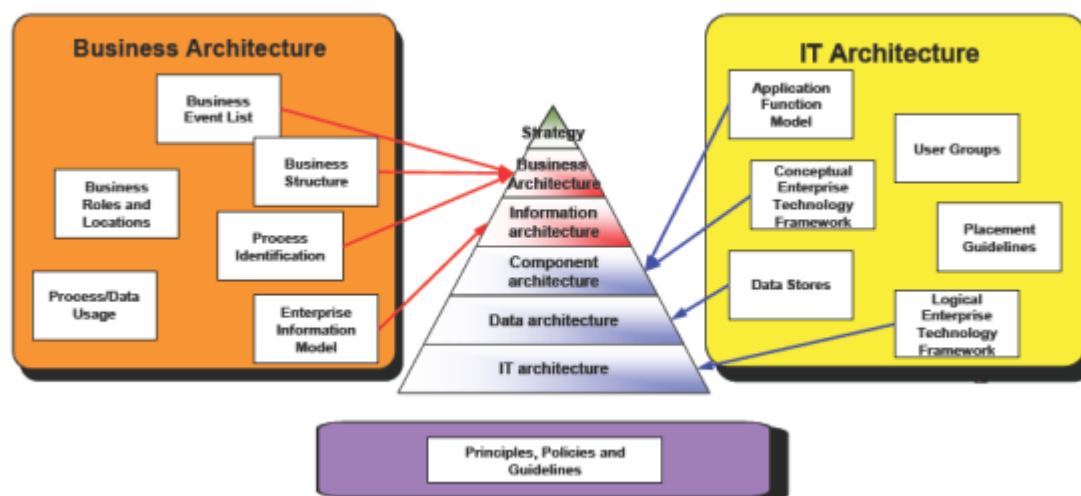 Business Architecture
Business
Event List
Business
Structure
Business
Roles and
Locations
Process
Identification
Process/Data
Usage
Enterprise
Information
Model
Strategy
Business
Architecture
Information
architecture
Component
architecture
Data architecture
IT architecture
IT Architecture
Application
Function
Model
User Groups
Conceptual
Enterprise
Technology
Framework
Placement
Guidelines
Data Stores
Logical
Enterprise
Technology
Framework
Principles, Policies and
Guidelines